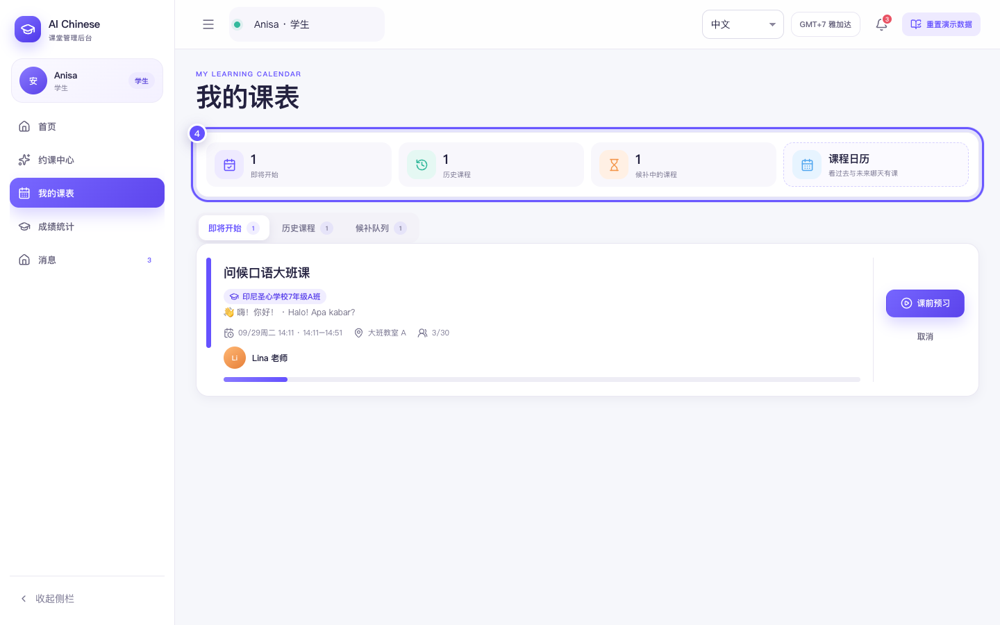 AI Chinese
课堂管理后台
安
Anisa
学生
学生
首页
约课中心
我的课表
成绩统计
消息
3
收起侧栏
Anisa · 学生
中文
GMT+7 雅加达
3
重置演示数据
MY LEARNING CALENDAR
我的课表
4
1
即将开始
1
历史课程
1
候补中的课程
课程日历
看过去与未来哪天有课
即将开始 1
历史课程 1
候补队列 1
问候口语大班课
印尼圣心学校7年级A班
👋 嗨！你好！ · Halo! Apa kabar?
09/29周二 14:11 · 14:11—14:51
大班教室 A
3/30
Li
Lina 老师
课前预习
取消